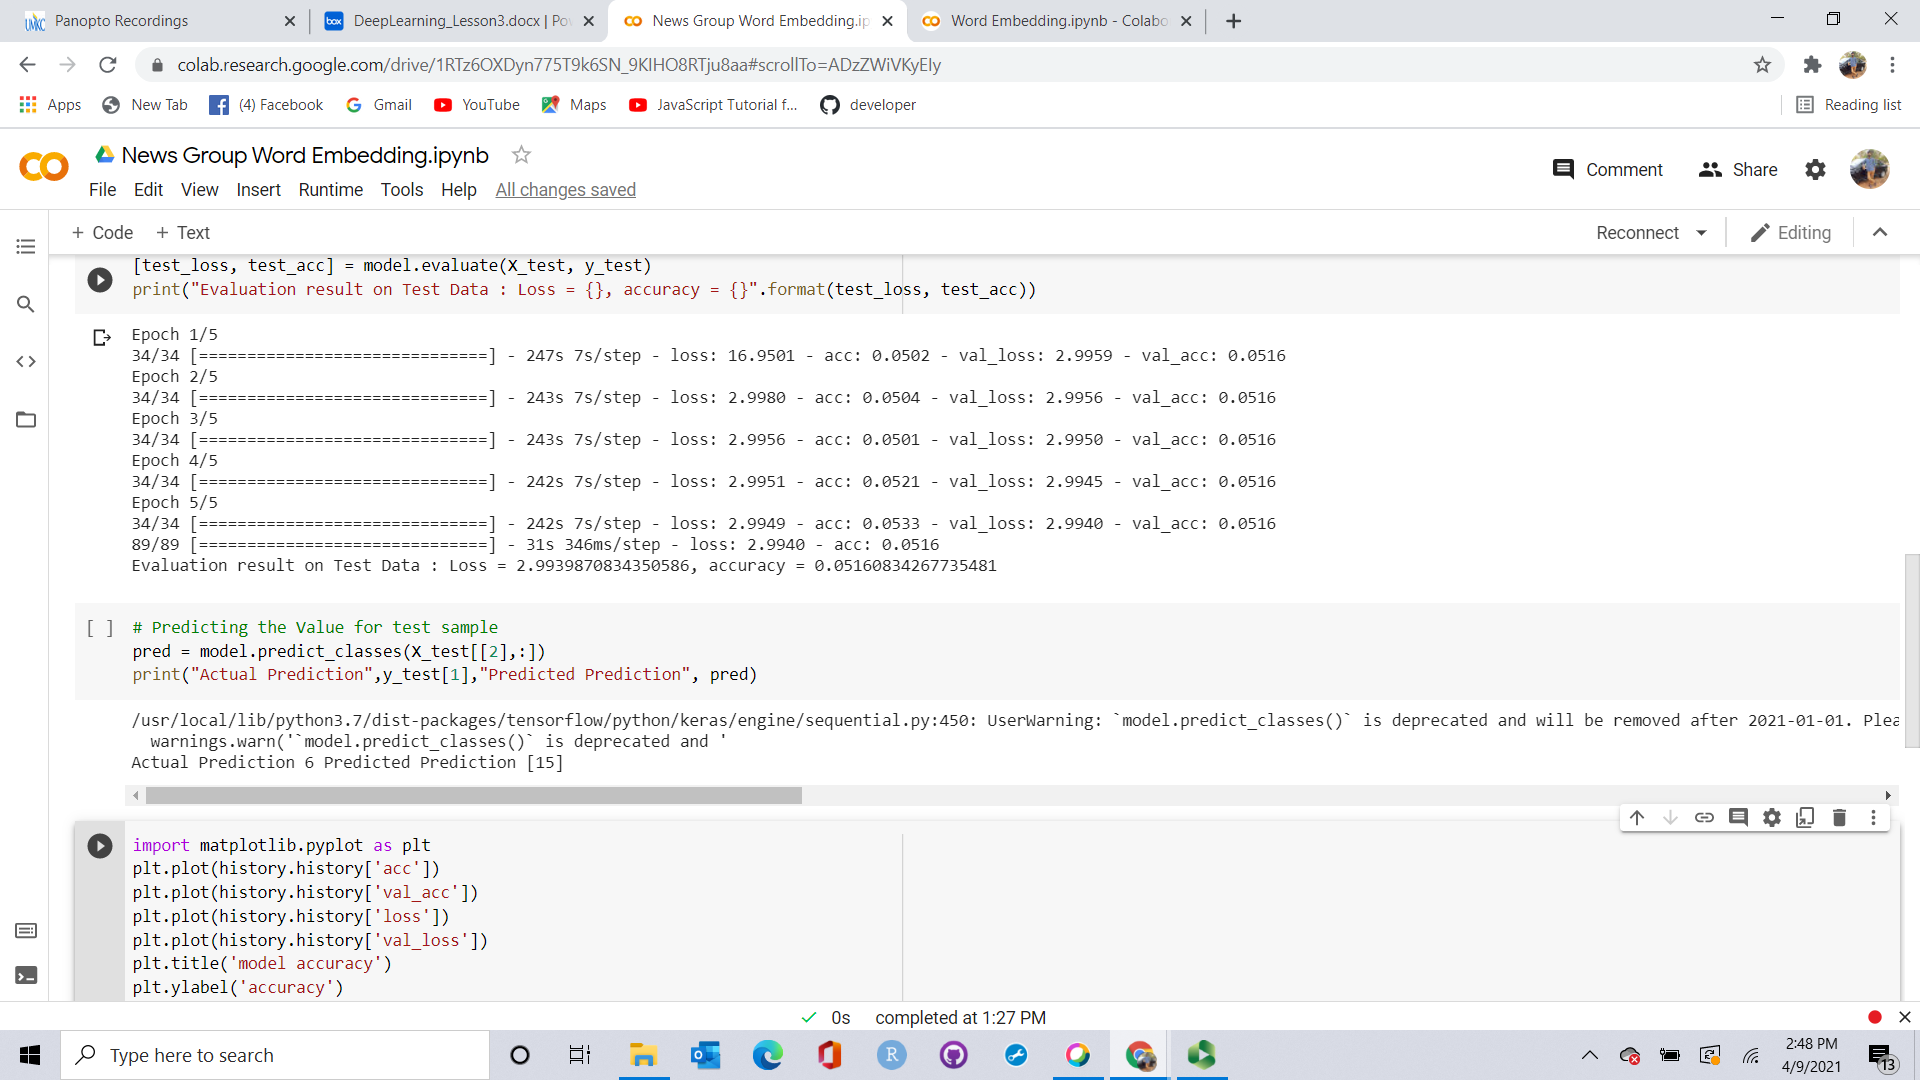 Panopto Recordings
DeepLearning_Lesson3.docx | Pow
News Group Word Embedding.ip
Word Embedding.ipynb - Colabo
colab.research.google.com/drive/1RTz6OXDyn775T9k6SN_9KIHO8RTju8aa#scrollTo=ADzZWiVKyEIy
Apps New Tab (4) Facebook Gmail YouTube Maps JavaScript Tutorial f... developer Reading list
News Group Word Embedding.ipynb
Comment Share
File Edit View Insert Runtime Tools Help All changes saved
+ Code + Text Reconnect Editing
[test_loss, test_acc] = model.evaluate(X_test, y_test)
print("Evaluation result on Test Data : Loss = {}, accuracy = {}".format(test_loss, test_acc))
Epoch 1/5
34/34 [==============================] - 247s 7s/step - loss: 16.9501 - acc: 0.0502 - val_loss: 2.9959 - val_acc: 0.0516
Epoch 2/5
34/34 [==============================] - 243s 7s/step - loss: 2.9980 - acc: 0.0504 - val_loss: 2.9956 - val_acc: 0.0516
Epoch 3/5
34/34 [==============================] - 243s 7s/step - loss: 2.9956 - acc: 0.0501 - val_loss: 2.9950 - val_acc: 0.0516
Epoch 4/5
34/34 [==============================] - 242s 7s/step - loss: 2.9951 - acc: 0.0521 - val_loss: 2.9945 - val_acc: 0.0516
Epoch 5/5
34/34 [==============================] - 242s 7s/step - loss: 2.9949 - acc: 0.0533 - val_loss: 2.9940 - val_acc: 0.0516
89/89 [==============================] - 31s 346ms/step - loss: 2.9940 - acc: 0.0516
Evaluation result on Test Data : Loss = 2.9939870834350586, accuracy = 0.05160834267735481
[ ] # Predicting the Value for test sample
pred = model.predict_classes(X_test[[2],:])
print("Actual Prediction",y_test[1],"Predicted Prediction", pred)
/usr/local/lib/python3.7/dist-packages/tensorflow/python/keras/engine/sequential.py:450: UserWarning: `model.predict_classes()` is deprecated and will be removed after 2021-01-01. Plea
warnings.warn('`model.predict_classes()` is deprecated and '
Actual Prediction 6 Predicted Prediction [15]
import matplotlib.pyplot as plt
plt.plot(history.history['acc'])
plt.plot(history.history['val_acc'])
plt.plot(history.history['loss'])
plt.plot(history.history['val_loss'])
plt.title('model accuracy')
plt.ylabel('accuracy')
0s completed at 1:27 PM
Type here to search
2:48 PM
4/9/2021
13